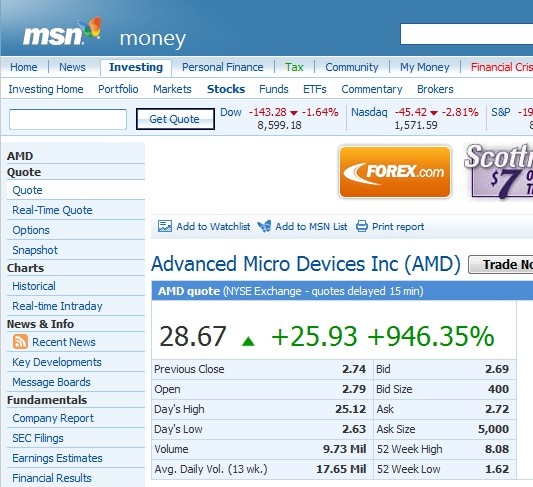 msn money
Home News Investing Personal Finance Tax Community My Money Financial Cris
Investing Home Portfolio Markets Stocks Funds ETFs Commentary Brokers
Get Quote Dow -143.28 -1.64% Nasdaq -45.42 -2.81% S&P -19
8,599.18 1,571.59
AMD
Quote
Quote
Real-Time Quote
Options
Snapshot
Charts
Historical
Real-time Intraday
News & Info
Recent News
Key Developments
Message Boards
Fundamentals
Company Report
SEC Filings
Earnings Estimates
Financial Results
FOREX.com
Scottr
$7 O
T
Add to Watchlist Add to MSN List Print report
Advanced Micro Devices Inc (AMD) Trade No
AMD quote (NYSE Exchange - quotes delayed 15 min)
28.67 +25.93 +946.35%
Previous Close 2.74 Bid 2.69
Open 2.79 Bid Size 400
Day's High 25.12 Ask 2.72
Day's Low 2.63 Ask Size 5,000
Volume 9.73 Mil 52 Week High 8.08
Avg. Daily Vol. (13 wk.) 17.65 Mil 52 Week Low 1.62